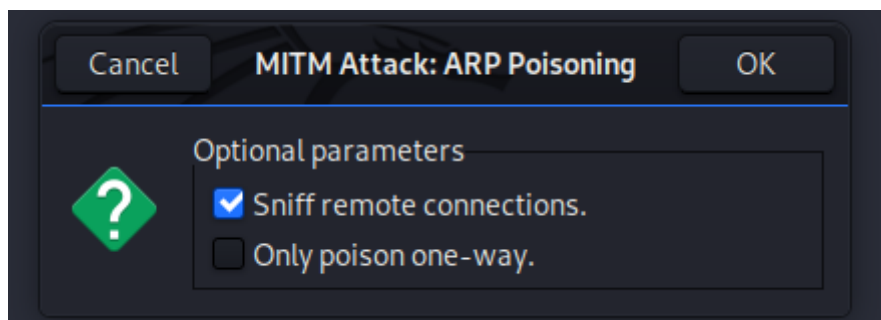 Cancel MITM Attack: ARP Poisoning OK
Optional parameters
Sniff remote connections.
Only poison one-way.